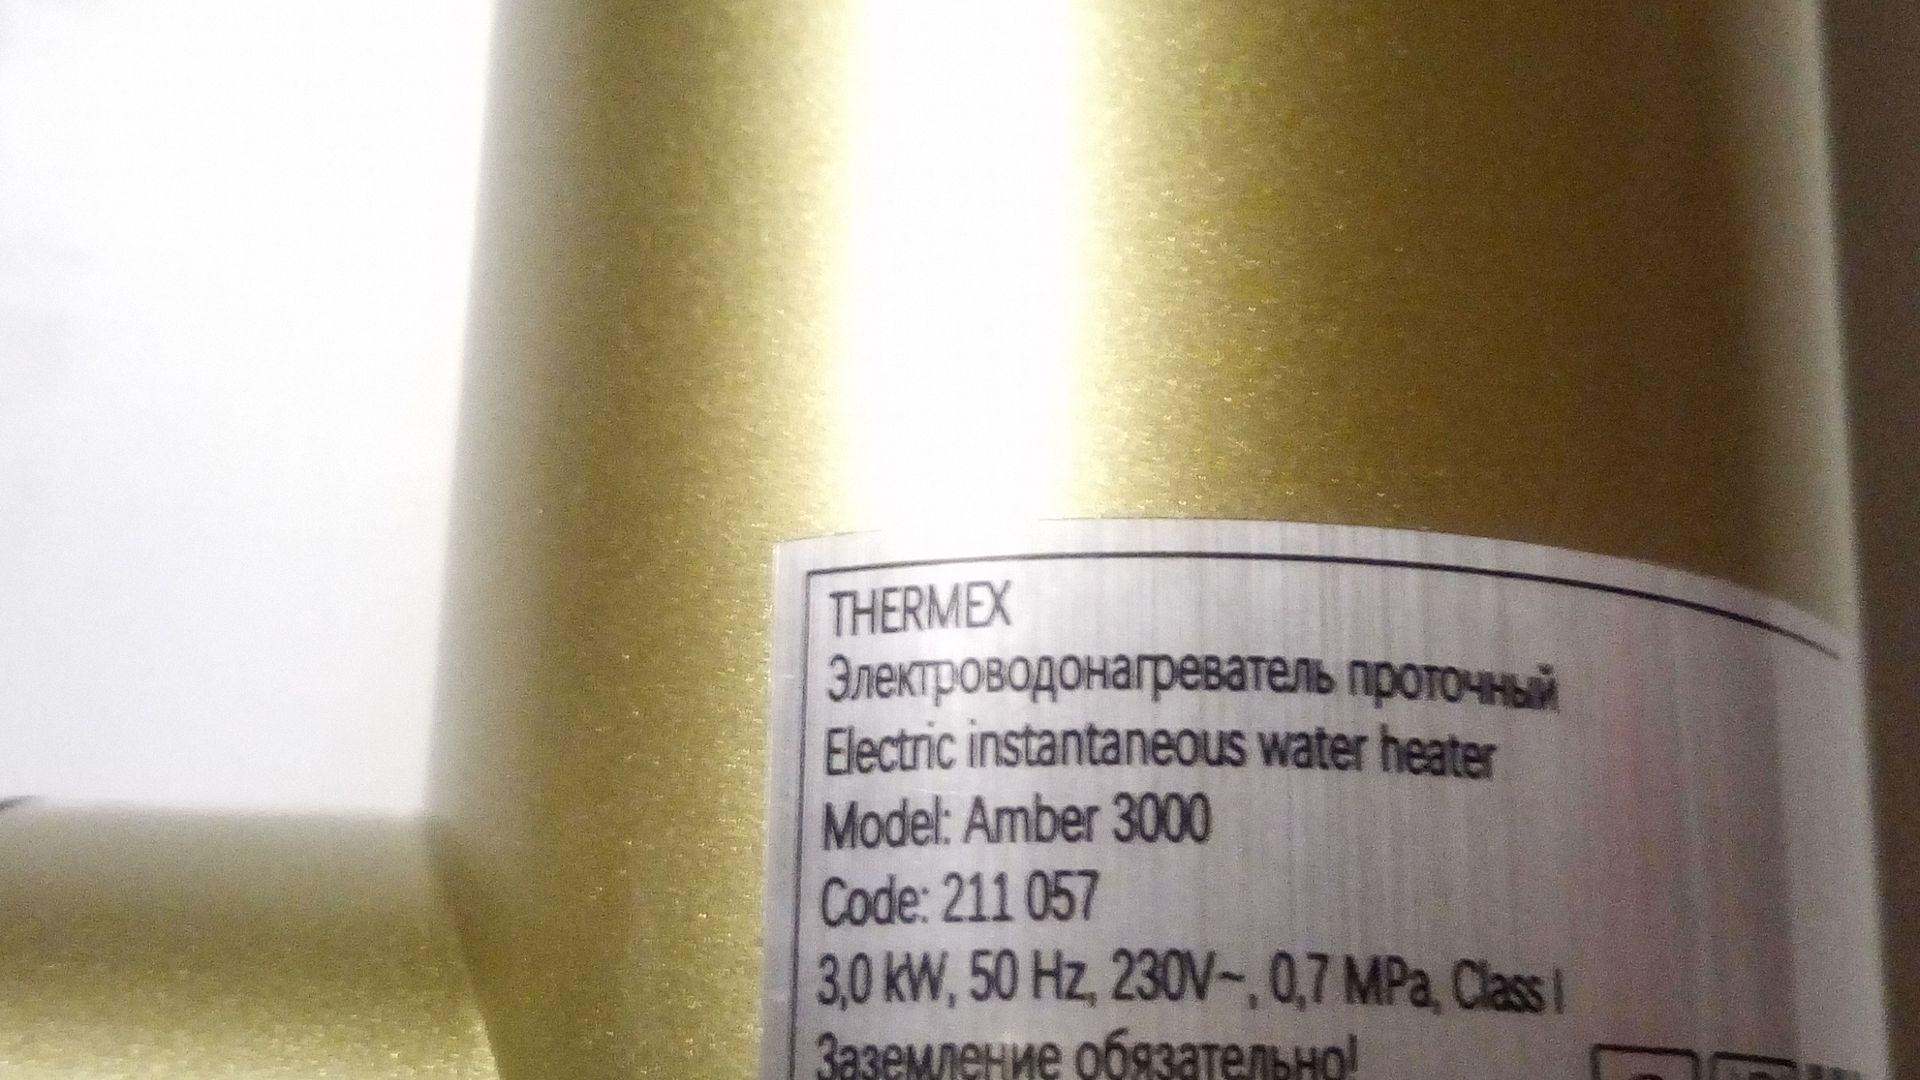 THERMEX
Электроводонагреватель проточный
Electric instantaneous water heater
Model: Amber 3000
Code: 211 057
3,0 kW, 50 Hz, 230V~, 0,7 MPa, Class I
Заземление обязательно!